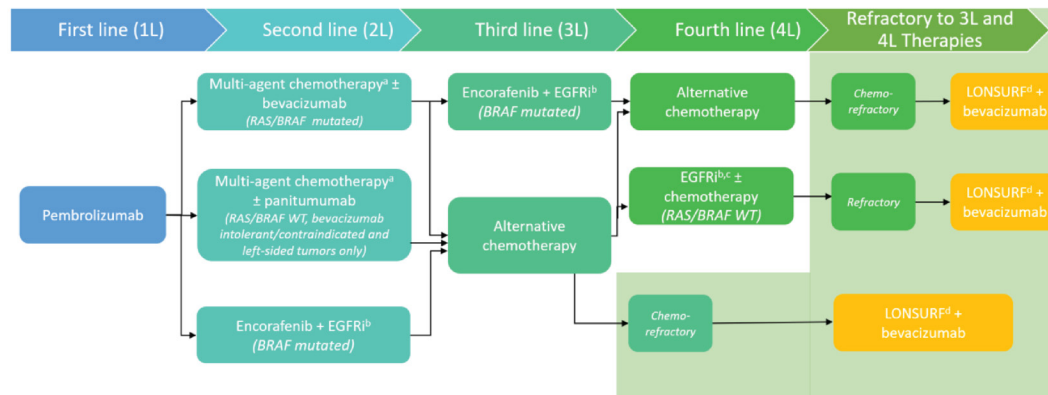 First line (1L)
Second line (2L)
Third line (3L)
Fourth line (4L)
Refractory to 3L and
4L Therapies
Multi-agent chemotherapyᵃ ±
bevacizumab
(RAS/BRAF mutated)
Encorafenib + EGFRiᵇ
(BRAF mutated)
Alternative
chemotherapy
Chemo-
refractory
LONSURFᵈ +
bevacizumab
Pembrolizumab
Multi-agent chemotherapyᵃ
± panitumumab
(RAS/BRAF WT, bevacizumab
intolerant/contraindicated and
left-sided tumors only)
Alternative
chemotherapy
EGFRiᵇ,ᶜ ±
chemotherapy
(RAS/BRAF WT)
Refractory
LONSURFᵈ +
bevacizumab
Encorafenib + EGFRiᵇ
(BRAF mutated)
Chemo-
refractory
LONSURFᵈ +
bevacizumab